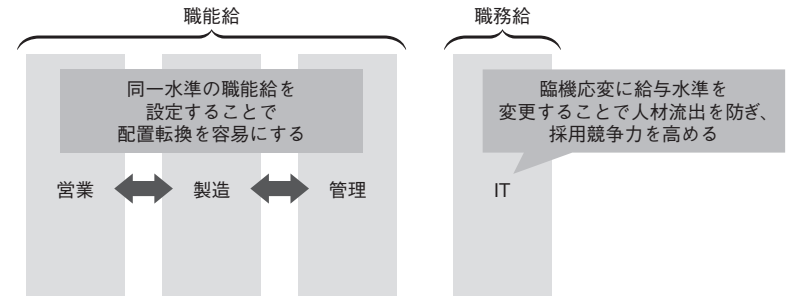 職能給
職務給
同一水準の職能給を
設定することで
配置転換を容易にする
臨機応変に給与水準を
変更することで人材流出を防ぎ、
採用競争力を高める
営業
製造
管理
IT